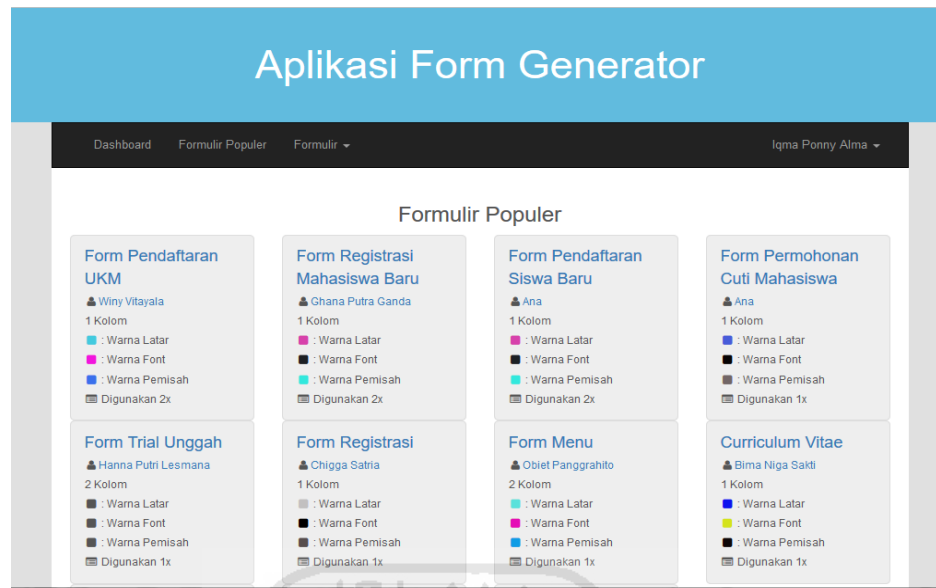 Aplikasi Form Generator
Dashboard Formulir Populer Formulir Iqma Ponny Alma
Formulir Populer
Form Pendaftaran
UKM
Winy Vitayala
1 Kolom
: Warna Latar
: Warna Font
: Warna Pemisah
Digunakan 2x
Form Registrasi
Mahasiswa Baru
Ghana Putra Ganda
1 Kolom
: Warna Latar
: Warna Font
: Warna Pemisah
Digunakan 2x
Form Pendaftaran
Siswa Baru
Ana
1 Kolom
: Warna Latar
: Warna Font
: Warna Pemisah
Digunakan 2x
Form Permohonan
Cuti Mahasiswa
Ana
1 Kolom
: Warna Latar
: Warna Font
: Warna Pemisah
Digunakan 1x
Form Trial Unggah
Hanna Putri Lesmana
2 Kolom
: Warna Latar
: Warna Font
: Warna Pemisah
Digunakan 1x
Form Registrasi
Chigga Satria
1 Kolom
: Warna Latar
: Warna Font
: Warna Pemisah
Digunakan 1x
Form Menu
Obiet Panggrahito
2 Kolom
: Warna Latar
: Warna Font
: Warna Pemisah
Digunakan 1x
Curriculum Vitae
Bima Niga Sakti
1 Kolom
: Warna Latar
: Warna Font
: Warna Pemisah
Digunakan 1x